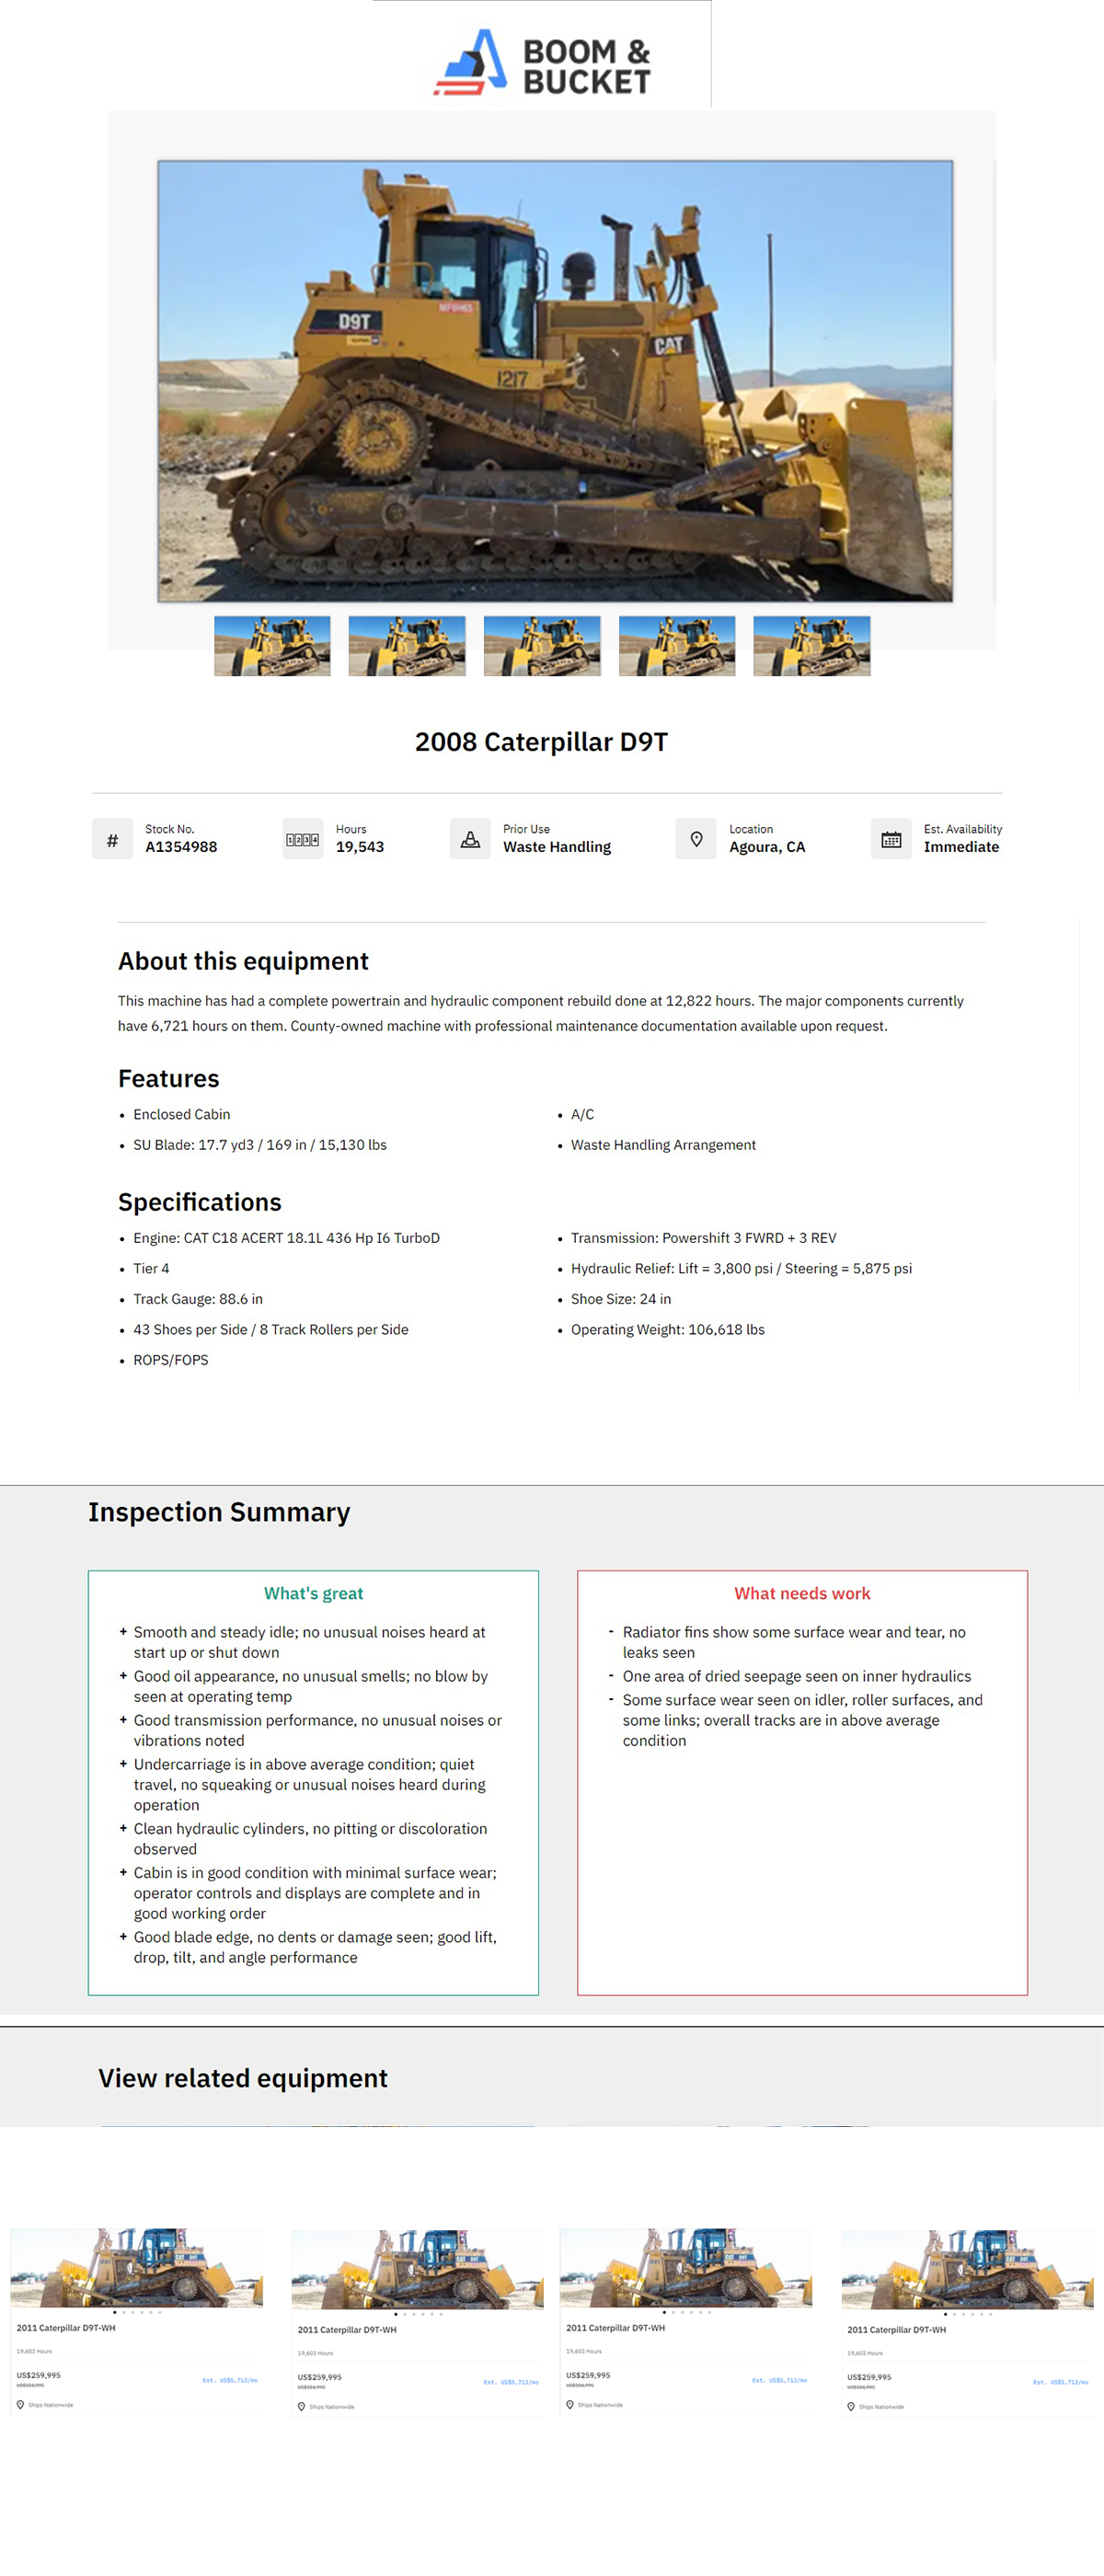 BOOM &
BUCKET
D9T
MF6H65
CAT
1217
2008 Caterpillar D9T
Stock No.
A1354988
Hours
19,543
Prior Use
Waste Handling
Location
Agoura, CA
Est. Availability
Immediate
About this equipment
This machine has had a complete powertrain and hydraulic component rebuild done at 12,822 hours. The major components currently
have 6,721 hours on them. County-owned machine with professional maintenance documentation available upon request.
Features
• Enclosed Cabin
• A/C
• SU Blade: 17.7 yd3 / 169 in / 15,130 lbs
• Waste Handling Arrangement
Specifications
• Engine: CAT C18 ACERT 18.1L 436 Hp I6 TurboD
• Transmission: Powershift 3 FWRD + 3 REV
• Tier 4
• Hydraulic Relief: Lift = 3,800 psi / Steering = 5,875 psi
• Track Gauge: 88.6 in
• Shoe Size: 24 in
• 43 Shoes per Side / 8 Track Rollers per Side
• Operating Weight: 106,618 lbs
• ROPS/FOPS
Inspection Summary
What's great
+ Smooth and steady idle; no unusual noises heard at
start up or shut down
+ Good oil appearance, no unusual smells; no blow by
seen at operating temp
+ Good transmission performance, no unusual noises or
vibrations noted
+ Undercarriage is in above average condition; quiet
travel, no squeaking or unusual noises heard during
operation
+ Clean hydraulic cylinders, no pitting or discoloration
observed
+ Cabin is in good condition with minimal surface wear;
operator controls and displays are complete and in
good working order
+ Good blade edge, no dents or damage seen; good lift,
drop, tilt, and angle performance
What needs work
- Radiator fins show some surface wear and tear, no
leaks seen
- One area of dried seepage seen on inner hydraulics
- Some surface wear seen on idler, roller surfaces, and
some links; overall tracks are in above average
condition
View related equipment
2011 Caterpillar D9T-WH
19,603 Hours
US$259,995
Est. US$5,713/mo
Ships Nationwide
2011 Caterpillar D9T-WH
19,603 Hours
US$259,995
Est. US$5,713/mo
Ships Nationwide
2011 Caterpillar D9T-WH
19,603 Hours
US$259,995
Est. US$5,713/mo
Ships Nationwide
2011 Caterpillar D9T-WH
19,603 Hours
US$259,995
Est. US$5,713/mo
Ships Nationwide